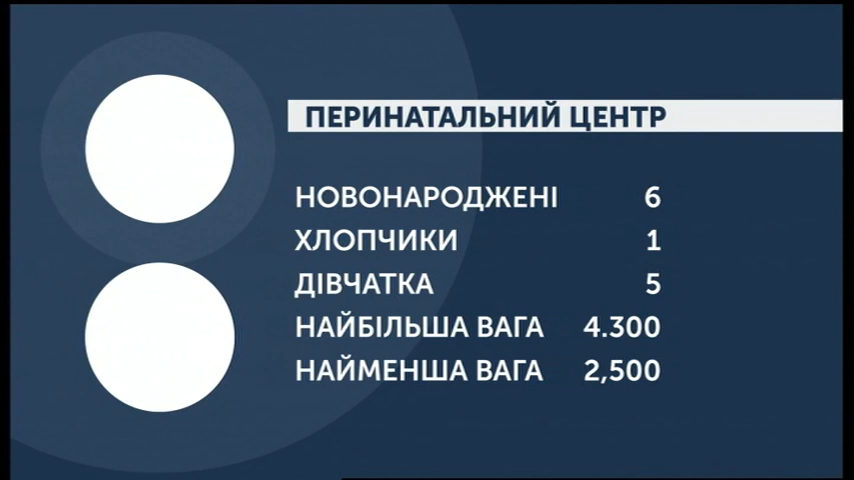 ПЕРИНАТАЛЬНИЙ ЦЕНТР
НОВОНАРОДЖЕНІ 6
ХЛОПЧИКИ 1
ДІВЧАТКА 5
НАЙБІЛЬША ВАГА 4.300
НАЙМЕНША ВАГА 2,500